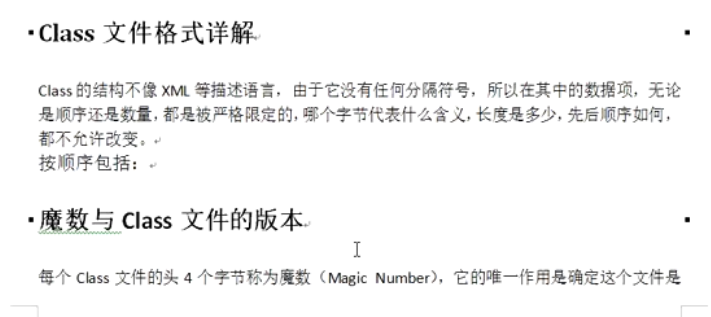 Class 文件格式详解
Class 的结构不像 XML 等描述语言，由于它没有任何分隔符号，所以在其中的数据项，无论
是顺序还是数量，都是被严格限定的，哪个字节代表什么含义，长度是多少，先后顺序如何，
都不允许改变。
按顺序包括：
魔数与 Class 文件的版本
每个 Class 文件的头 4 个字节称为魔数（Magic Number），它的唯一作用是确定这个文件是